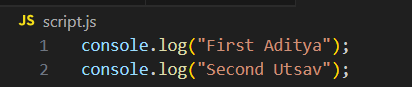 JS script.js
1 console.log("First Aditya");
2 console.log("Second Utsav");